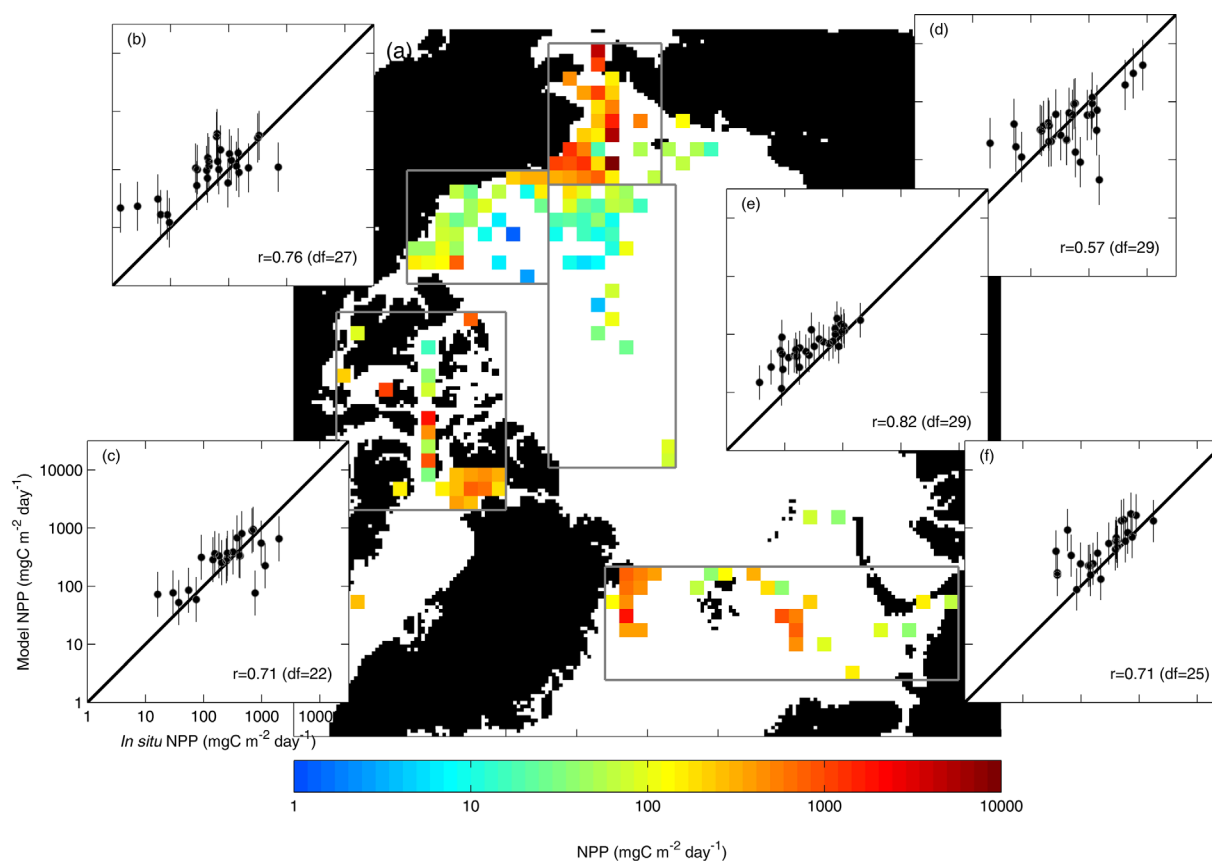 (b)
(a)
(d)
r=0.76 (df=27)
(e)
r=0.57 (df=29)
r=0.82 (df=29)
(c)
(f)
10000
1000
100
10
1
Model NPP (mgC m⁻² day⁻¹)
r=0.71 (df=22)
r=0.71 (df=25)
1 10 100 1000 10000
In situ NPP (mgC m⁻² day⁻¹)
1 10 100 1000 10000
NPP (mgC m⁻² day⁻¹)